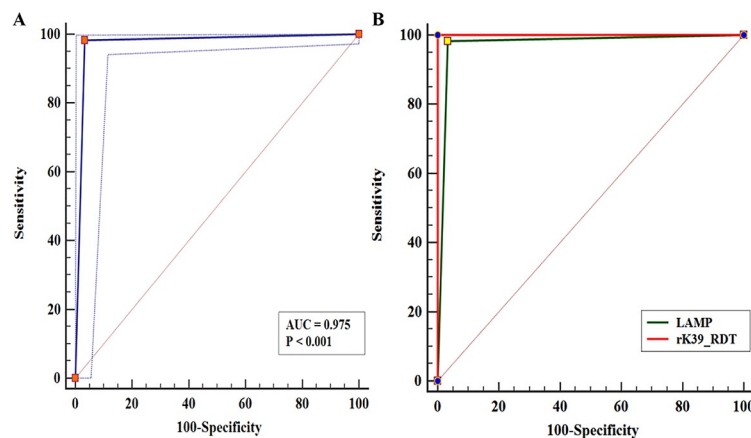 A
100
80
60
40
20
0
Sensitivity
AUC = 0.975
P < 0.001
0 20 40 60 80 100
100-Specificity
B
100
80
60
40
20
0
Sensitivity
LAMP
rK39_RDT
0 20 40 60 80 100
100-Specificity